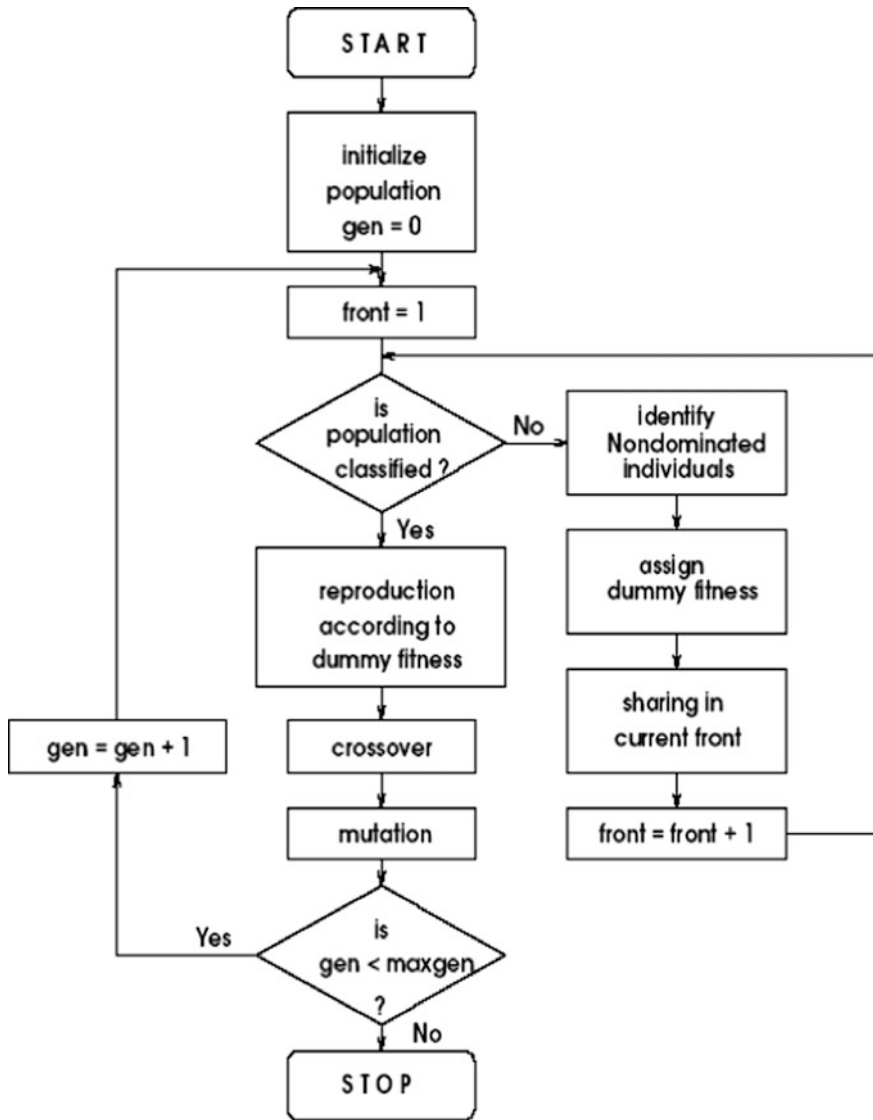 START
initialize
population
gen = 0
front = 1
is
population
classified ?
No
identify
Nondominated
individuals
Yes
assign
dummy fitness
reproduction
according to
dummy fitness
sharing in
current front
gen = gen + 1
crossover
front = front + 1
mutation
Yes
is
gen < maxgen
?
No
STOP